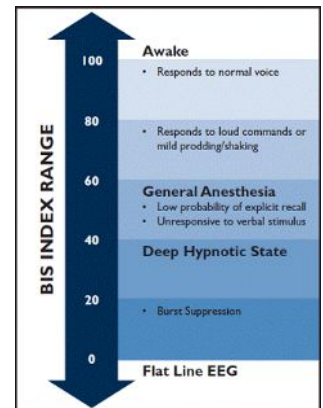 BIS INDEX RANGE
100
80
60
40
20
0
Awake
• Responds to normal voice
• Responds to loud commands or
mild prodding/shaking
General Anesthesia
• Low probability of explicit recall
• Unresponsive to verbal stimulus
Deep Hypnotic State
• Burst Suppression
Flat Line EEG